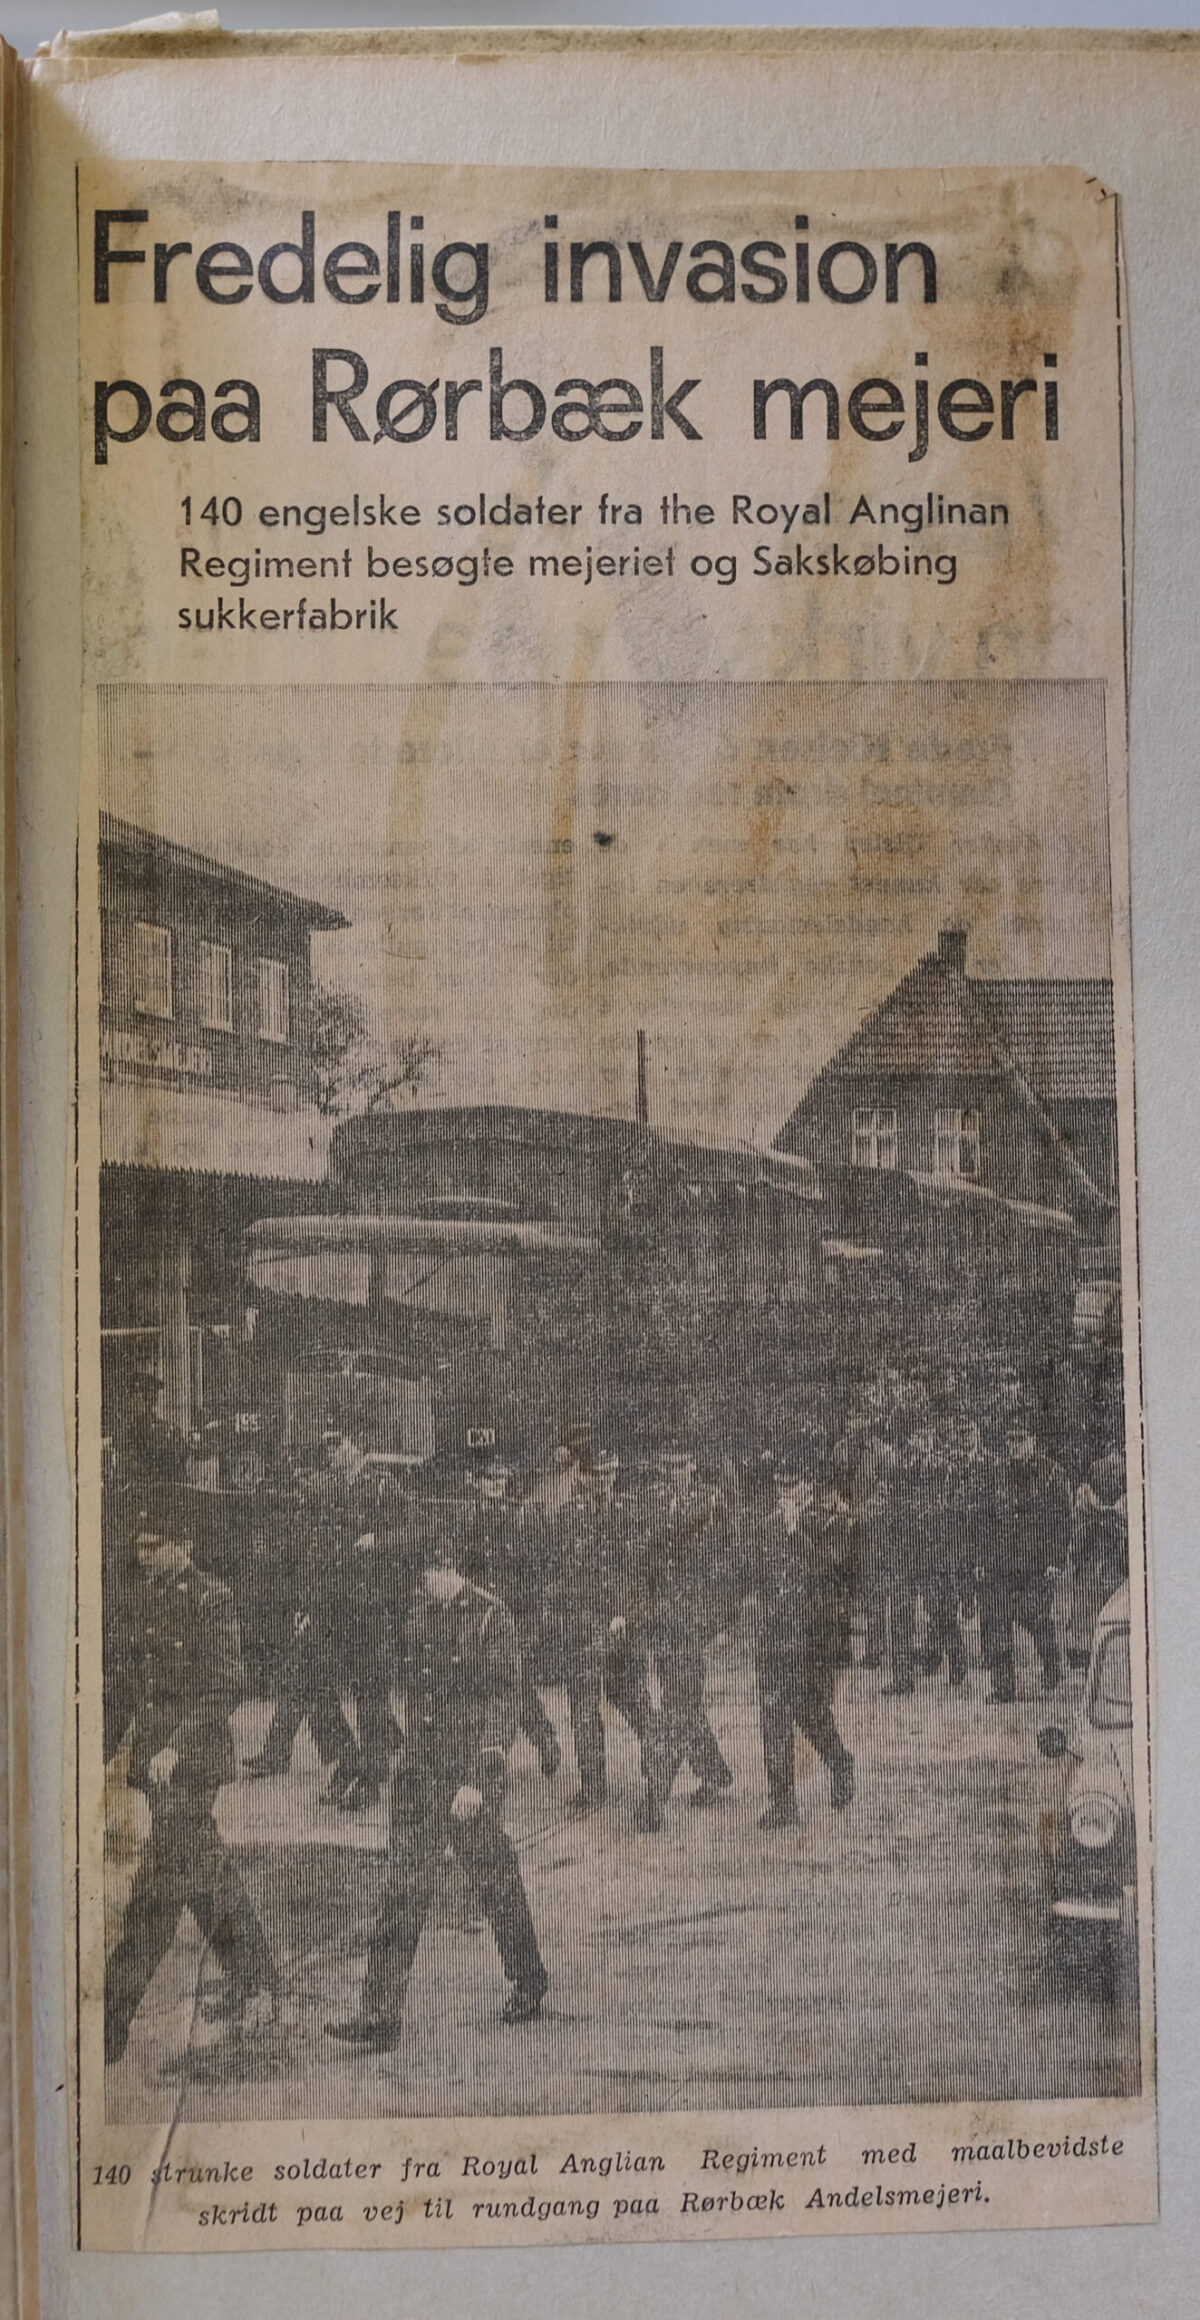 Fredelig invasion
paa Rørbæk mejeri
140 engelske soldater fra the Royal Anglinan
Regiment besøgte mejeriet og Sakskøbing
sukkerfabrik
140 strunke soldater fra Royal Anglian Regiment med maalbevidste
skridt paa vej til rundgang paa Rørbæk Andelsmejeri.